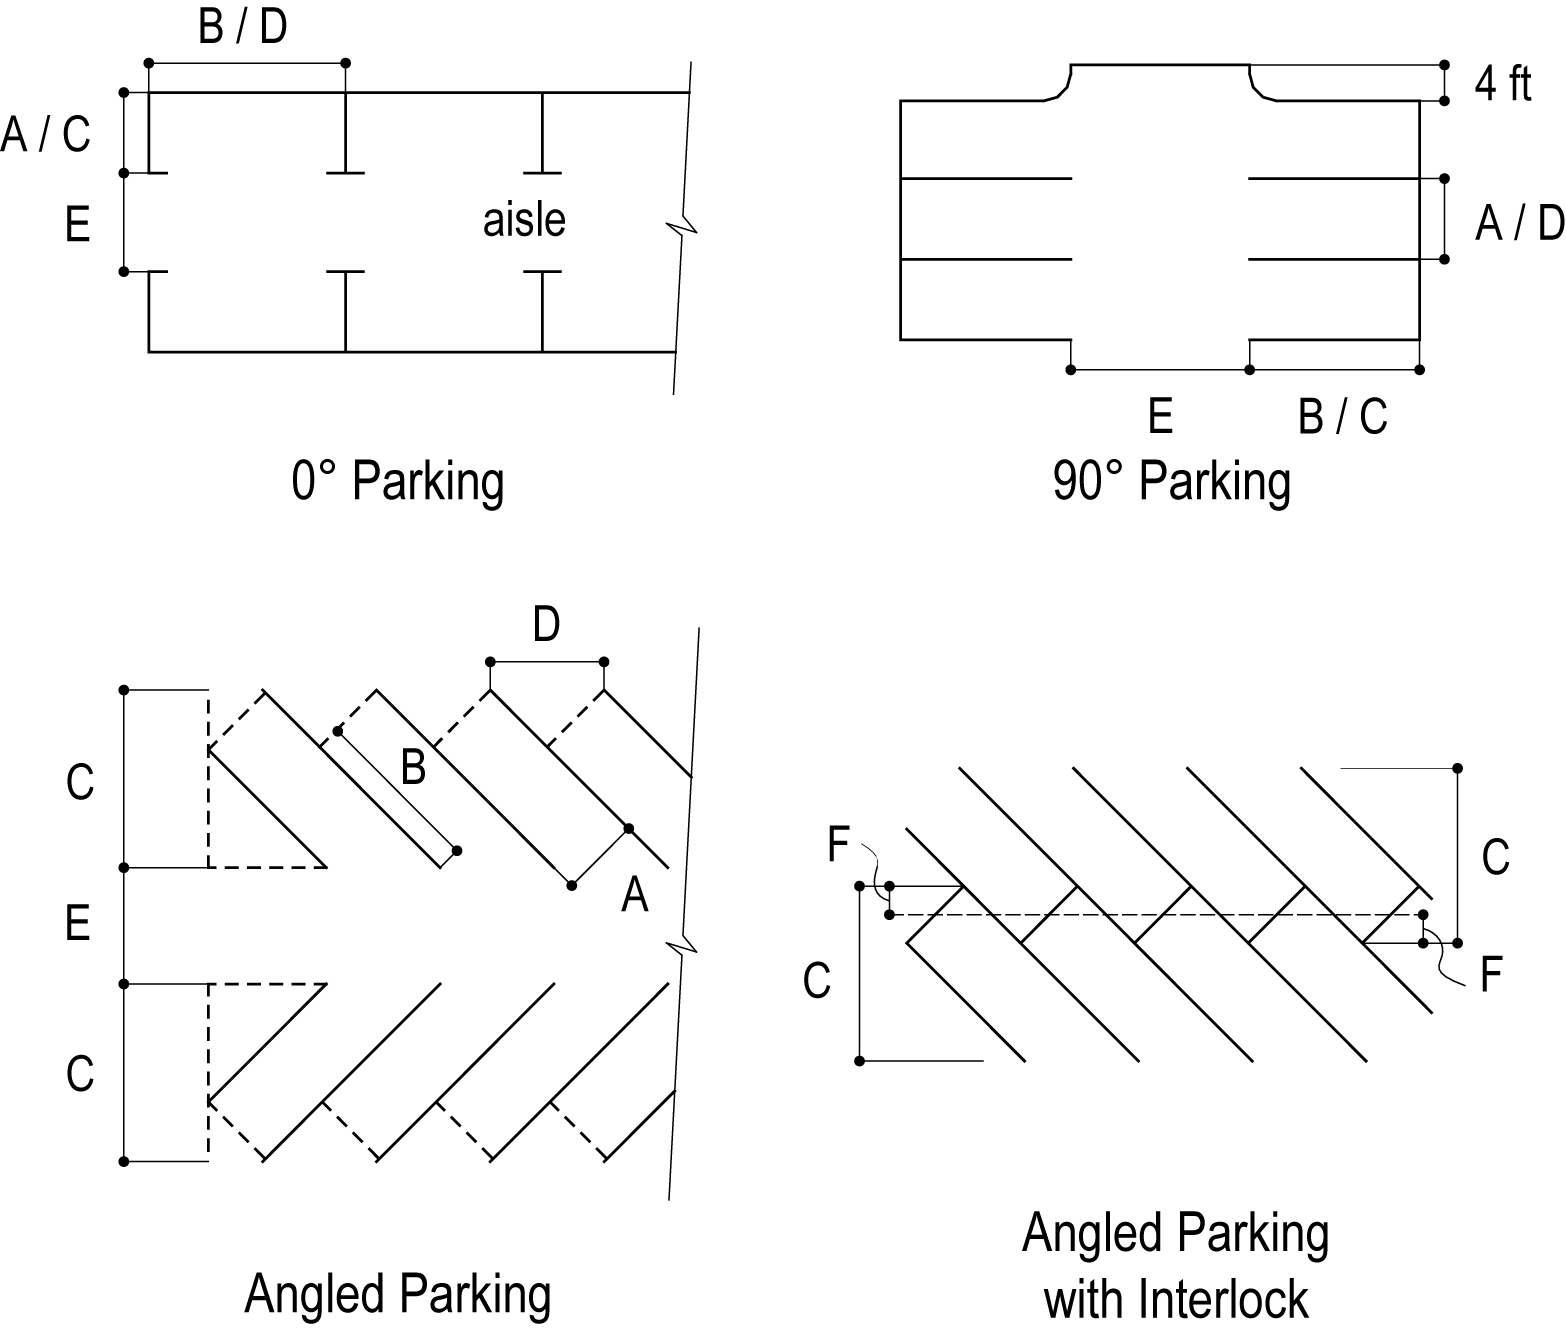 B / D
A / C
E
aisle
0° Parking
4 ft
A / D
E
B / C
90° Parking
D
C
B
A
E
C
Angled Parking
F
C
C
F
Angled Parking
with Interlock